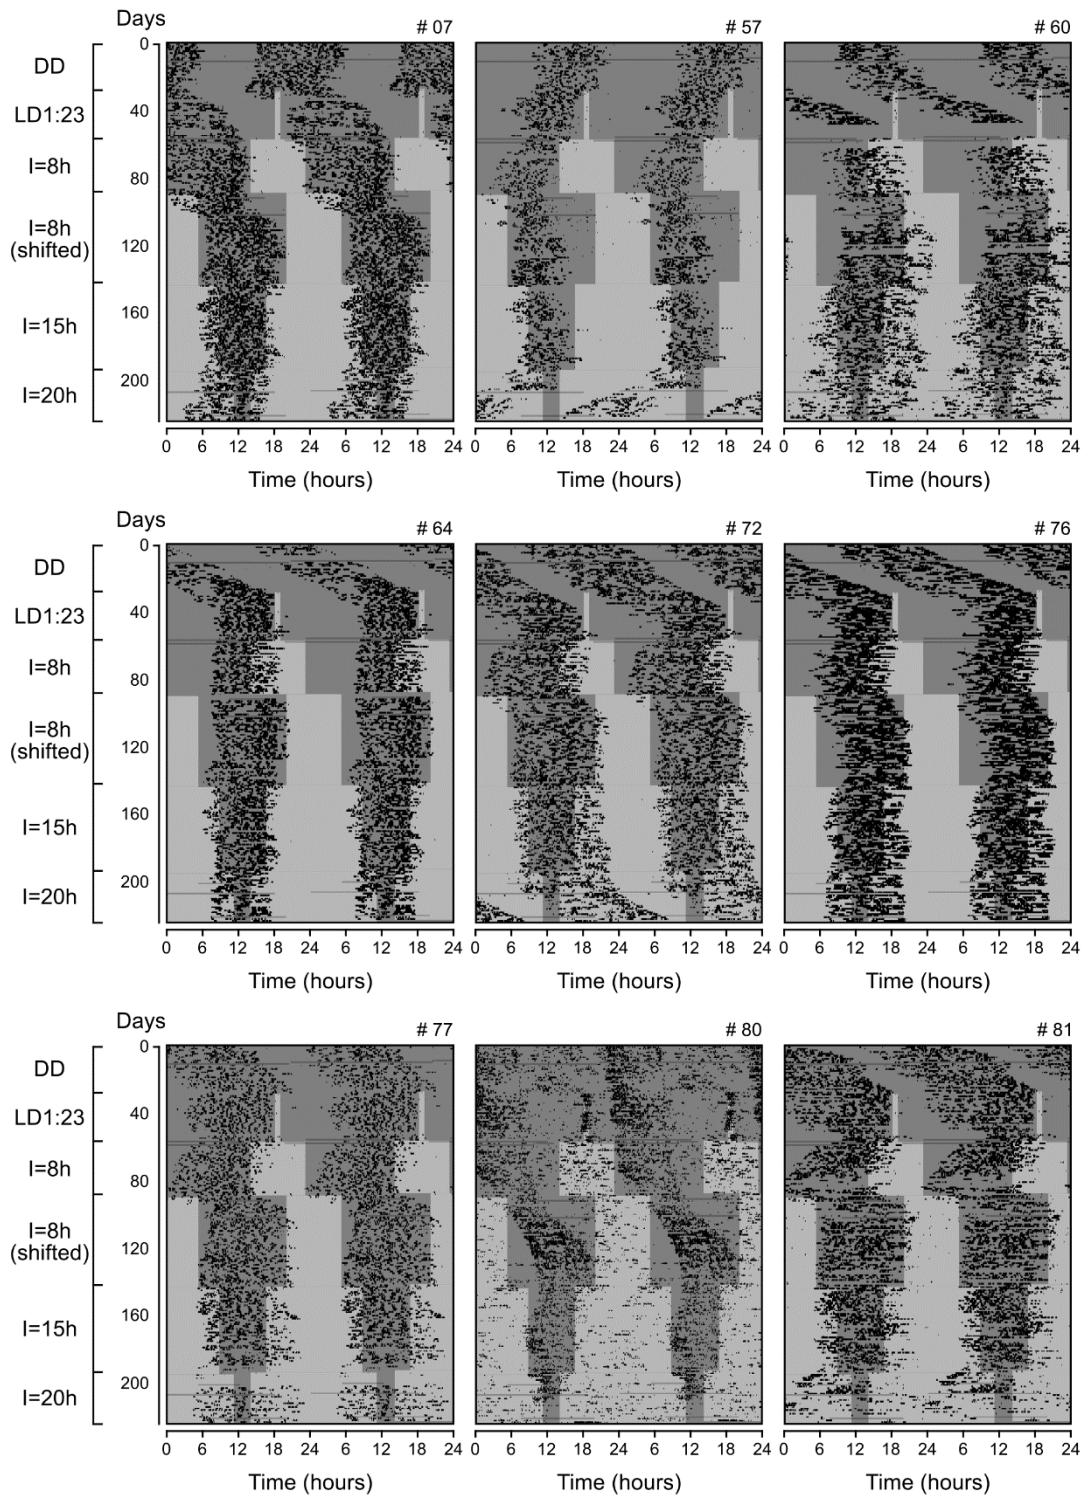 Days
# 07 # 57 # 60
0
DD
LD1:23
40
I=8h
80
I=8h
(shifted)
120
I=15h
160
I=20h
200
0 6 12 18 24 6 12 18 24 0 6 12 18 24 6 12 18 24 0 6 12 18 24 6 12 18 24
Time (hours) Time (hours) Time (hours)
Days
# 64 # 72 # 76
0
DD
LD1:23
40
I=8h
80
I=8h
(shifted)
120
I=15h
160
I=20h
200
0 6 12 18 24 6 12 18 24 0 6 12 18 24 6 12 18 24 0 6 12 18 24 6 12 18 24
Time (hours) Time (hours) Time (hours)
Days
# 77 # 80 # 81
0
DD
LD1:23
40
I=8h
80
I=8h
(shifted)
120
I=15h
160
I=20h
200
0 6 12 18 24 6 12 18 24 0 6 12 18 24 6 12 18 24 0 6 12 18 24 6 12 18 24
Time (hours) Time (hours) Time (hours)